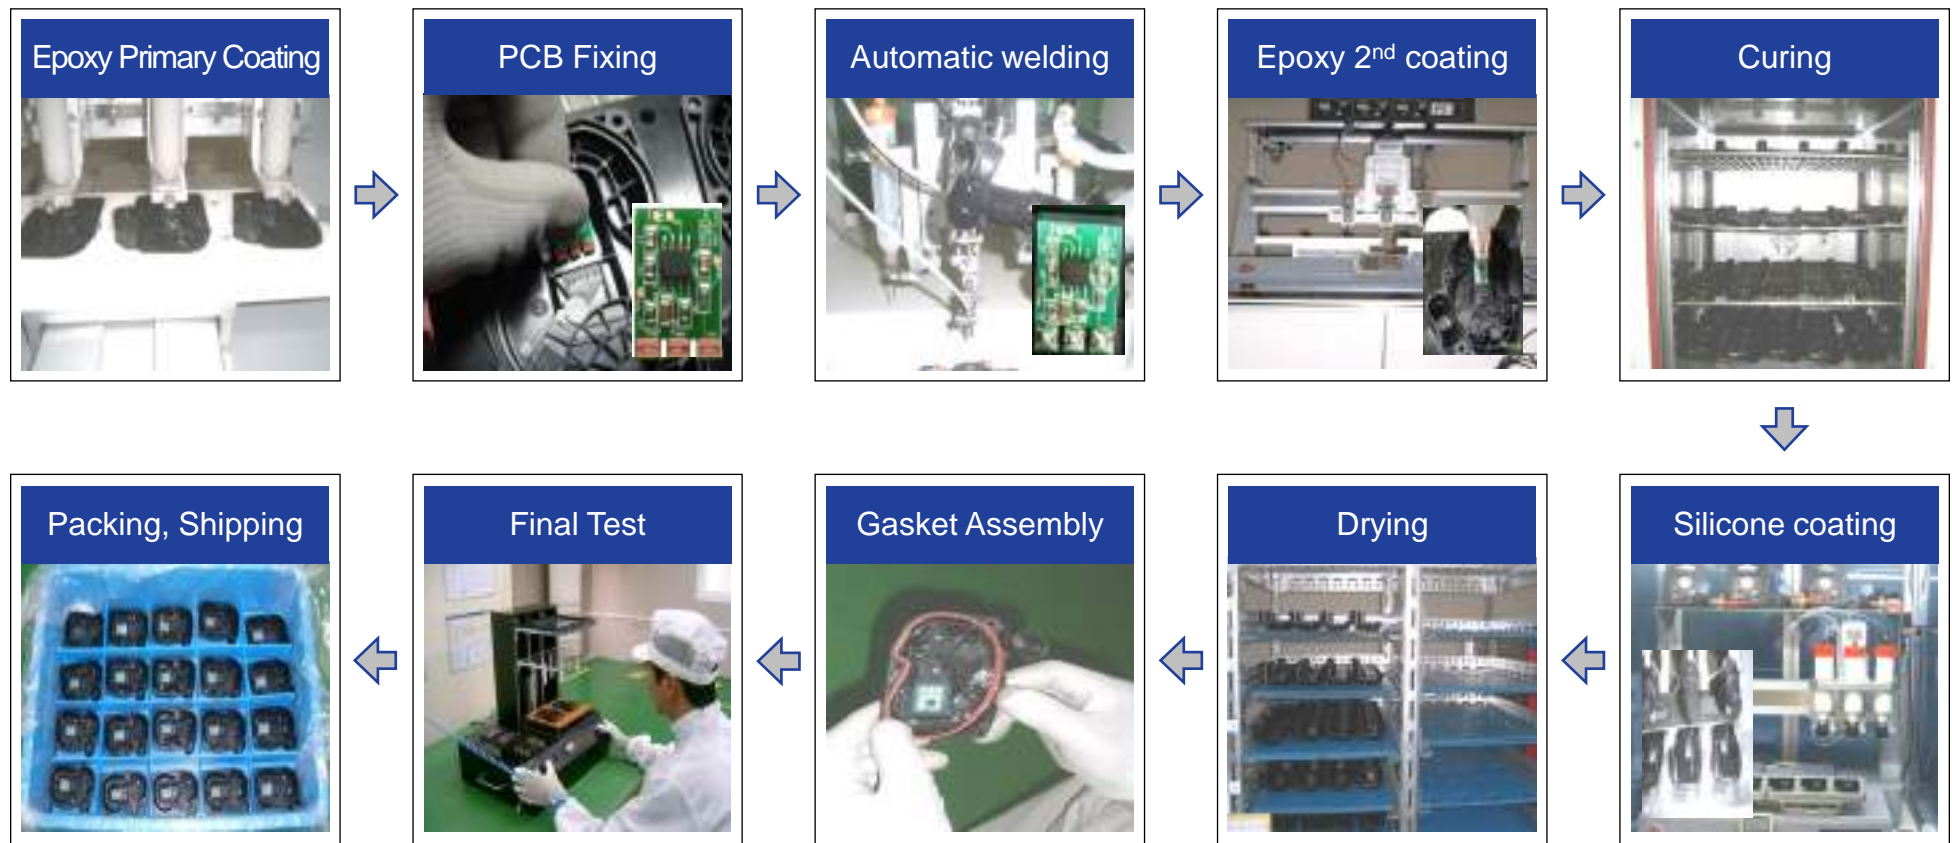 Epoxy Primary Coating
PCB Fixing
Automatic welding
Epoxy 2nd coating
Curing
Silicone coating
Drying
Gasket Assembly
Final Test
Packing, Shipping